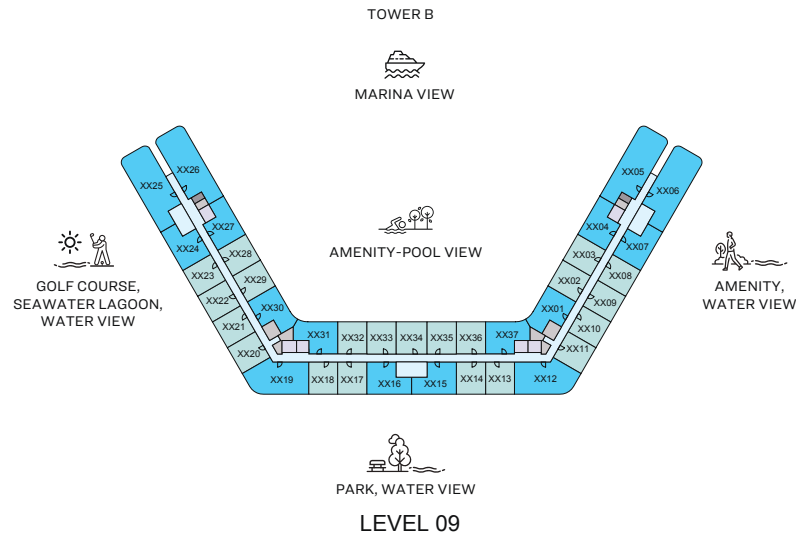 TOWER B
MARINA VIEW
XX26
XX25
XX05
XX06
XX27
XX04
XX24
XX07
AMENITY-POOL VIEW
XX28
XX03
XX23
XX08
XX29
XX02
GOLF COURSE,
SEAWATER LAGOON,
WATER VIEW
AMENITY,
WATER VIEW
XX22
XX09
XX30
XX01
XX21
XX10
XX20
XX11
XX31
XX32
XX33
XX34
XX35
XX36
XX37
XX19
XX18
XX17
XX16
XX15
XX14
XX13
XX12
PARK, WATER VIEW
LEVEL 09